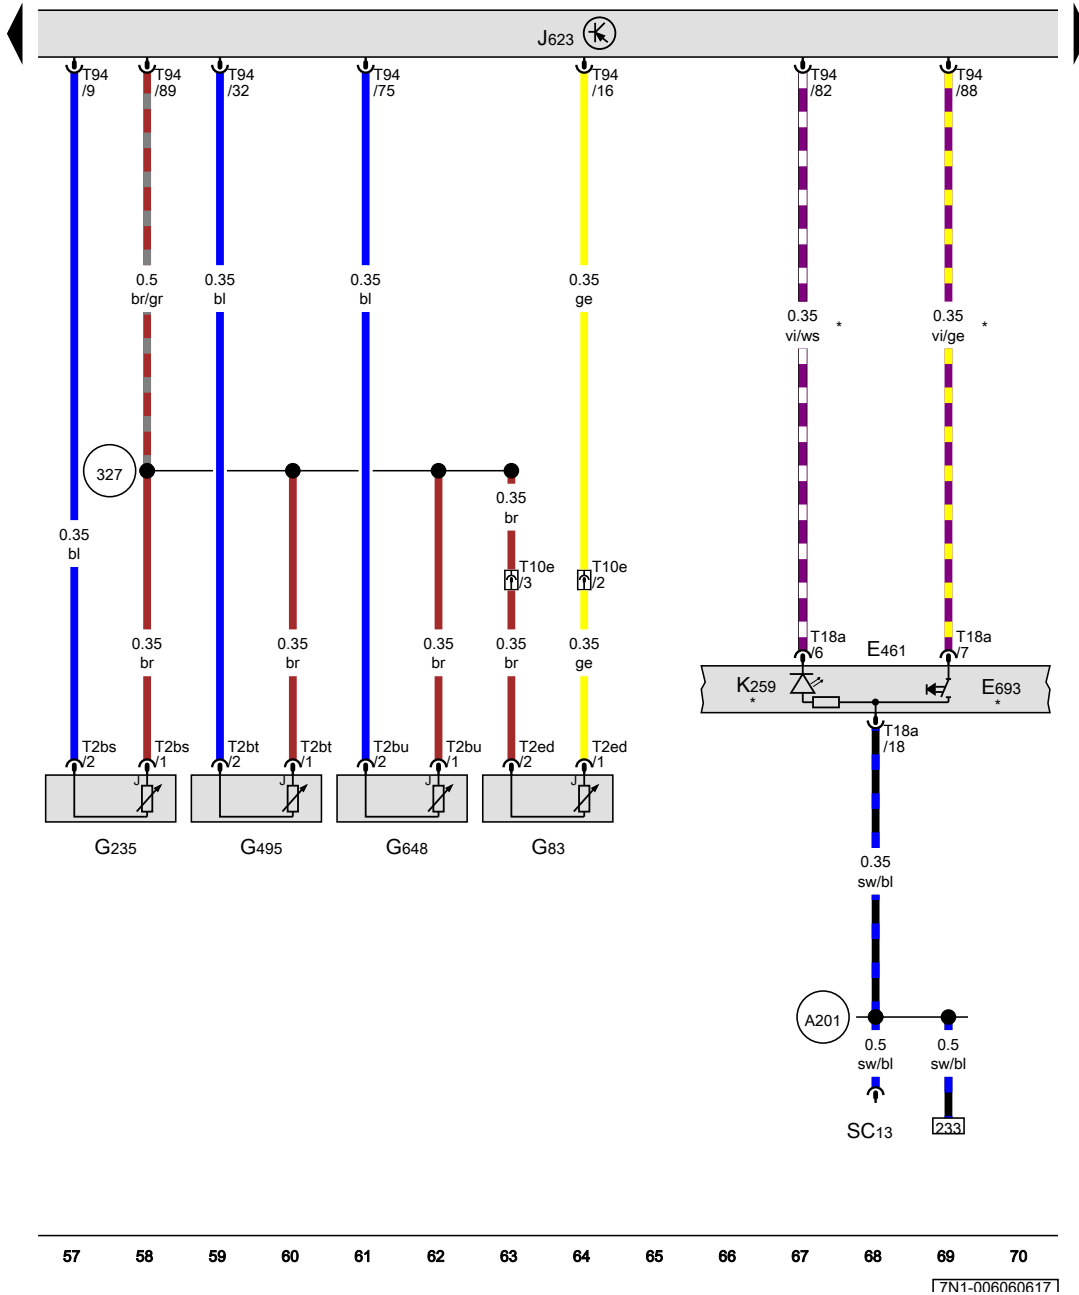 J623
T94 T94 T94 T94 T94 T94 T94
/9 /89 /32 /75 /16 /82 /88
0.5 0.35 0.35 0.35
br/gr bl bl ge
0.35 0.35
vi/ws * vi/ge *
327
0.35
br
0.35
bl
T10e T10e
/3 /2
0.35 0.35 0.35 0.35 0.35
br br br br ge
T18a E461 T18a
/6 /7
K259 E693
* *
T18a
/18
T2bs T2bs T2bt T2bt T2bu T2bu T2ed T2ed
/2 /1 /2 /1 /2 /1 /2 /1
J J J J
G235 G495 G648 G83
0.35
sw/bl
A201
0.5 0.5
sw/bl sw/bl
SC13 233
57 58 59 60 61 62 63 64 65 66 67 68 69 70
7N1-006060617